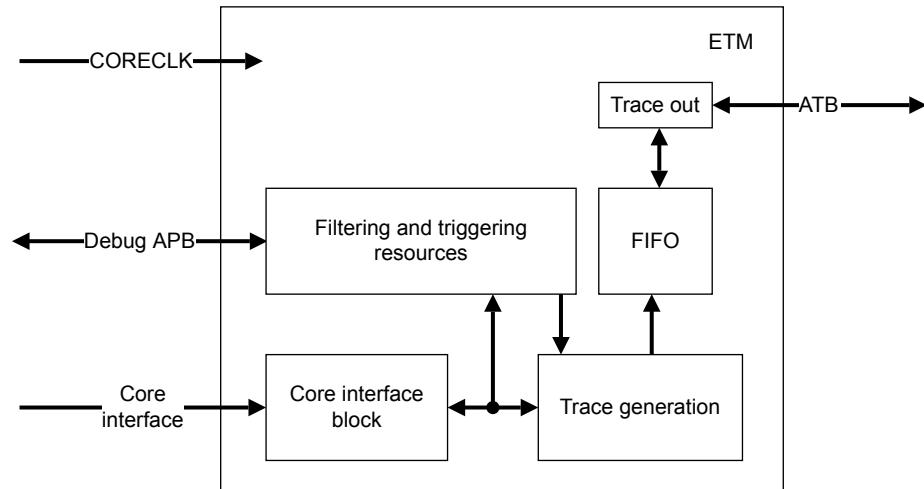 ETM
CORECLK
Trace out
ATB
Debug APB
Filtering and triggering
resources
FIFO
Core
interface
Core interface
block
Trace generation